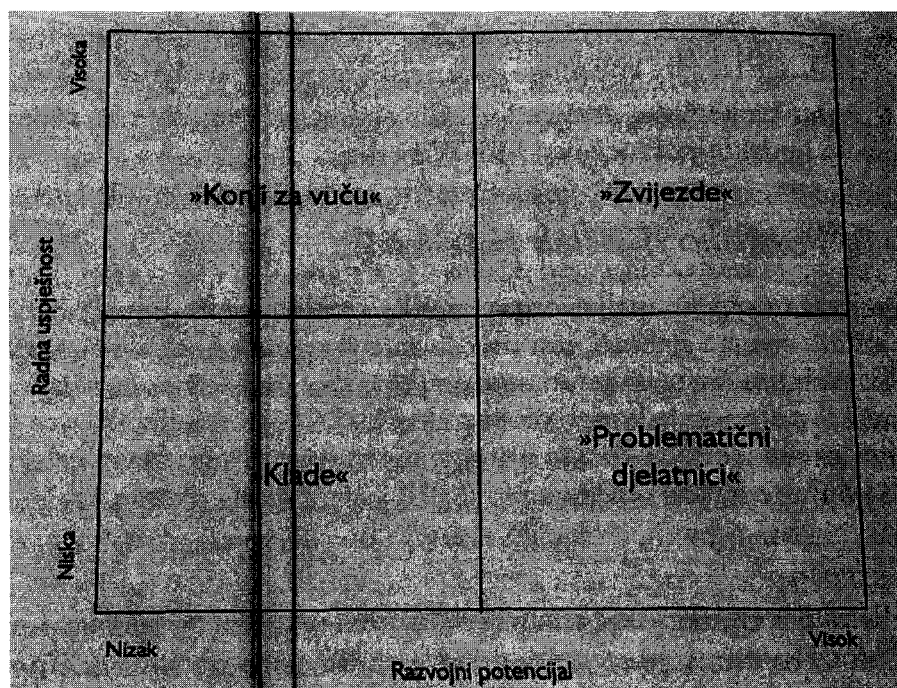 Visoka
»Konji za vuču«
»Zvijezde«
Radna uspješnost
»Problematični
djelatnici«
Klade«
Niska
Nizak
Visok
Razvojni potencijal